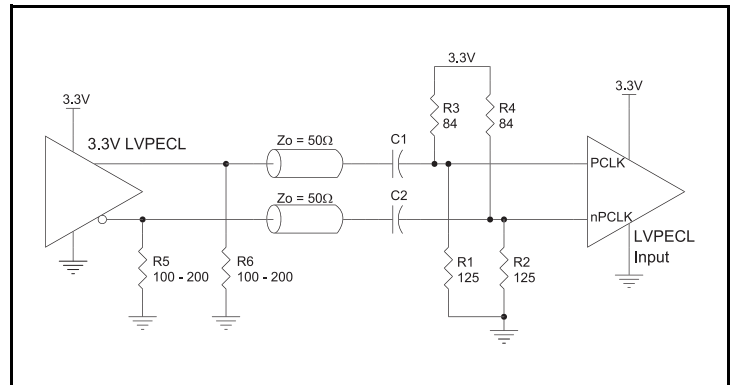 3.3V
3.3V LVPECL
R5
100 - 200
R6
100 - 200
Zo = 50Ω
Zo = 50Ω
C1
C2
3.3V
R3
84
R4
84
R1
125
R2
125
3.3V
PCLK
nPCLK
LVPECL
Input